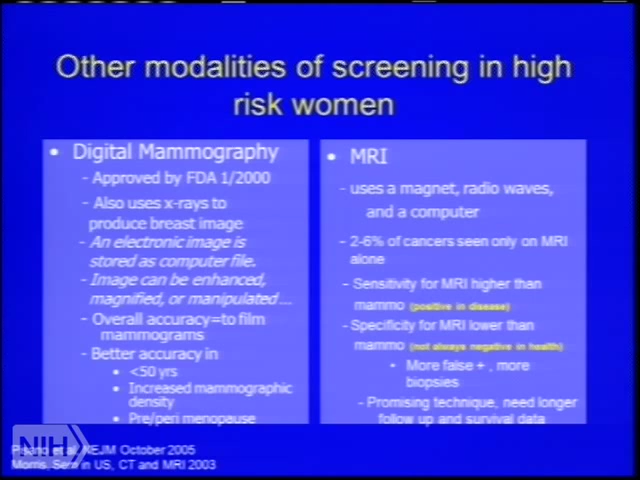 Other modalities of screening in high
risk women
• Digital Mammography
- Approved by FDA 1/2000
- Also uses x-rays to
produce breast image
- An electronic image is
stored as computer file.
- Image can be enhanced,
magnified, or manipulated...
- Overall accuracy=to film
mammograms
- Better accuracy in
• <50 yrs
• Increased mammographic
density
• Pre/peri menopause
• MRI
- uses a magnet, radio waves,
and a computer
- 2-6% of cancers seen only on MRI
alone
- Sensitivity for MRI higher than
mammo (positive in disease)
- Specificity for MRI lower than
mammo (not always negative in health)
• More false + , more
biopsies
- Promising technique, need longer
follow up and survival data
NIH
Pisano et al, NEJM October 2005
Morris, Sem in US, CT and MRI 2003